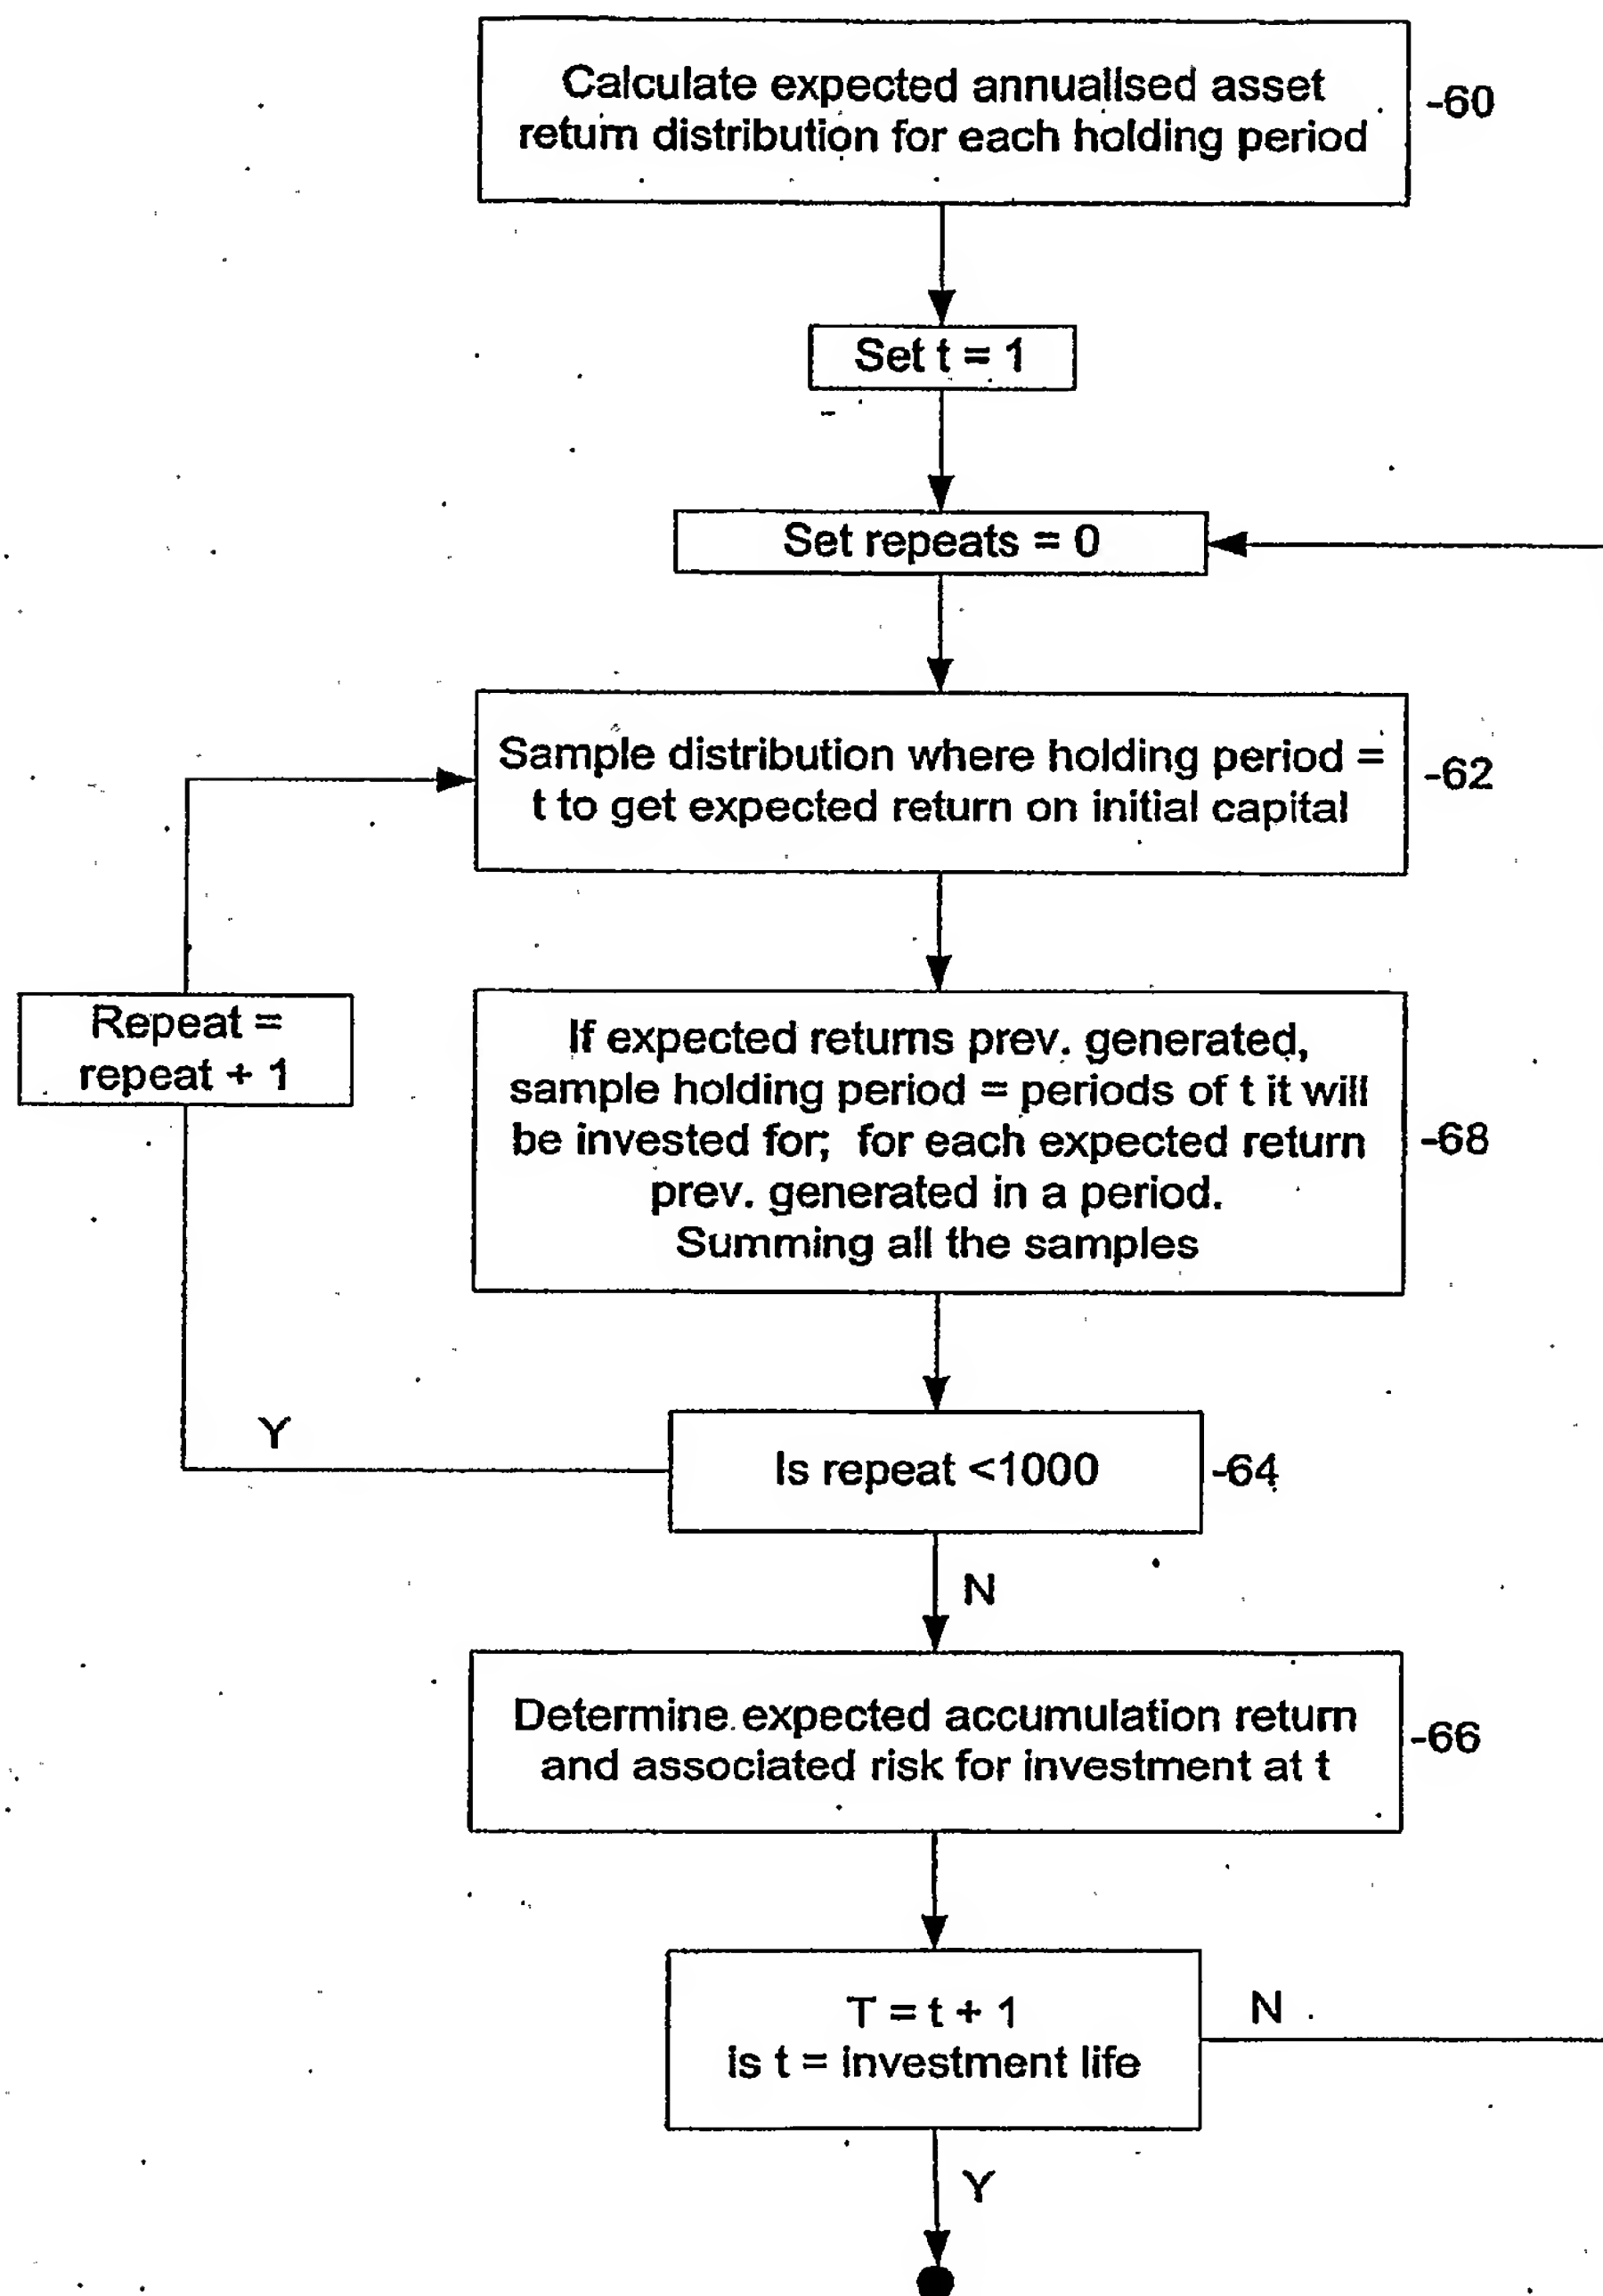 Calculate expected annualised asset
return distribution for each holding period
-60
Set t = 1
Set repeats = 0
Sample distribution where holding period =
t to get expected return on initial capital
-62
Repeat =
repeat + 1
If expected returns prev. generated,
sample holding period = periods of t it will
be invested for; for each expected return
prev. generated in a period.
Summing all the samples
-68
Y
Is repeat <1000
-64
N
Determine expected accumulation return
and associated risk for investment at t
-66
T = t + 1
Is t = Investment life
N
Y